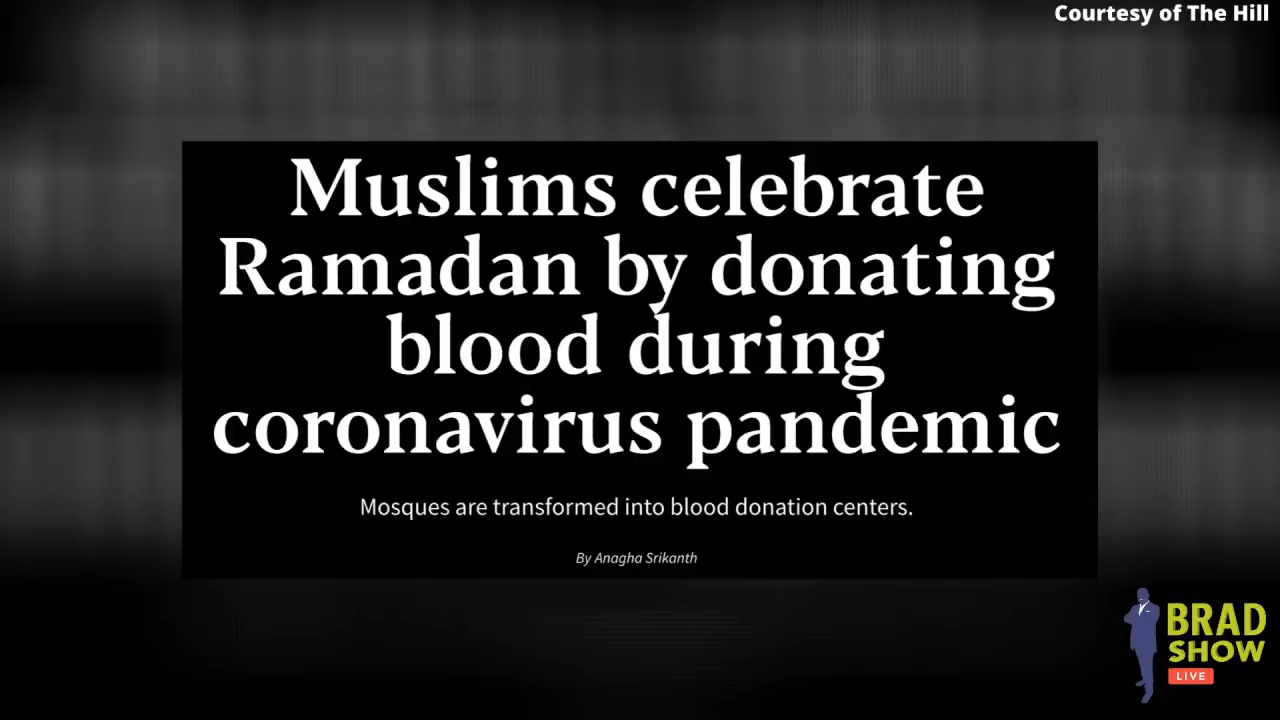 Courtesy of The Hill
Muslims celebrate
Ramadan by donating
blood during
coronavirus pandemic
Mosques are transformed into blood donation centers.
By Anagha Srikanth
BRAD
SHOW
LIVE